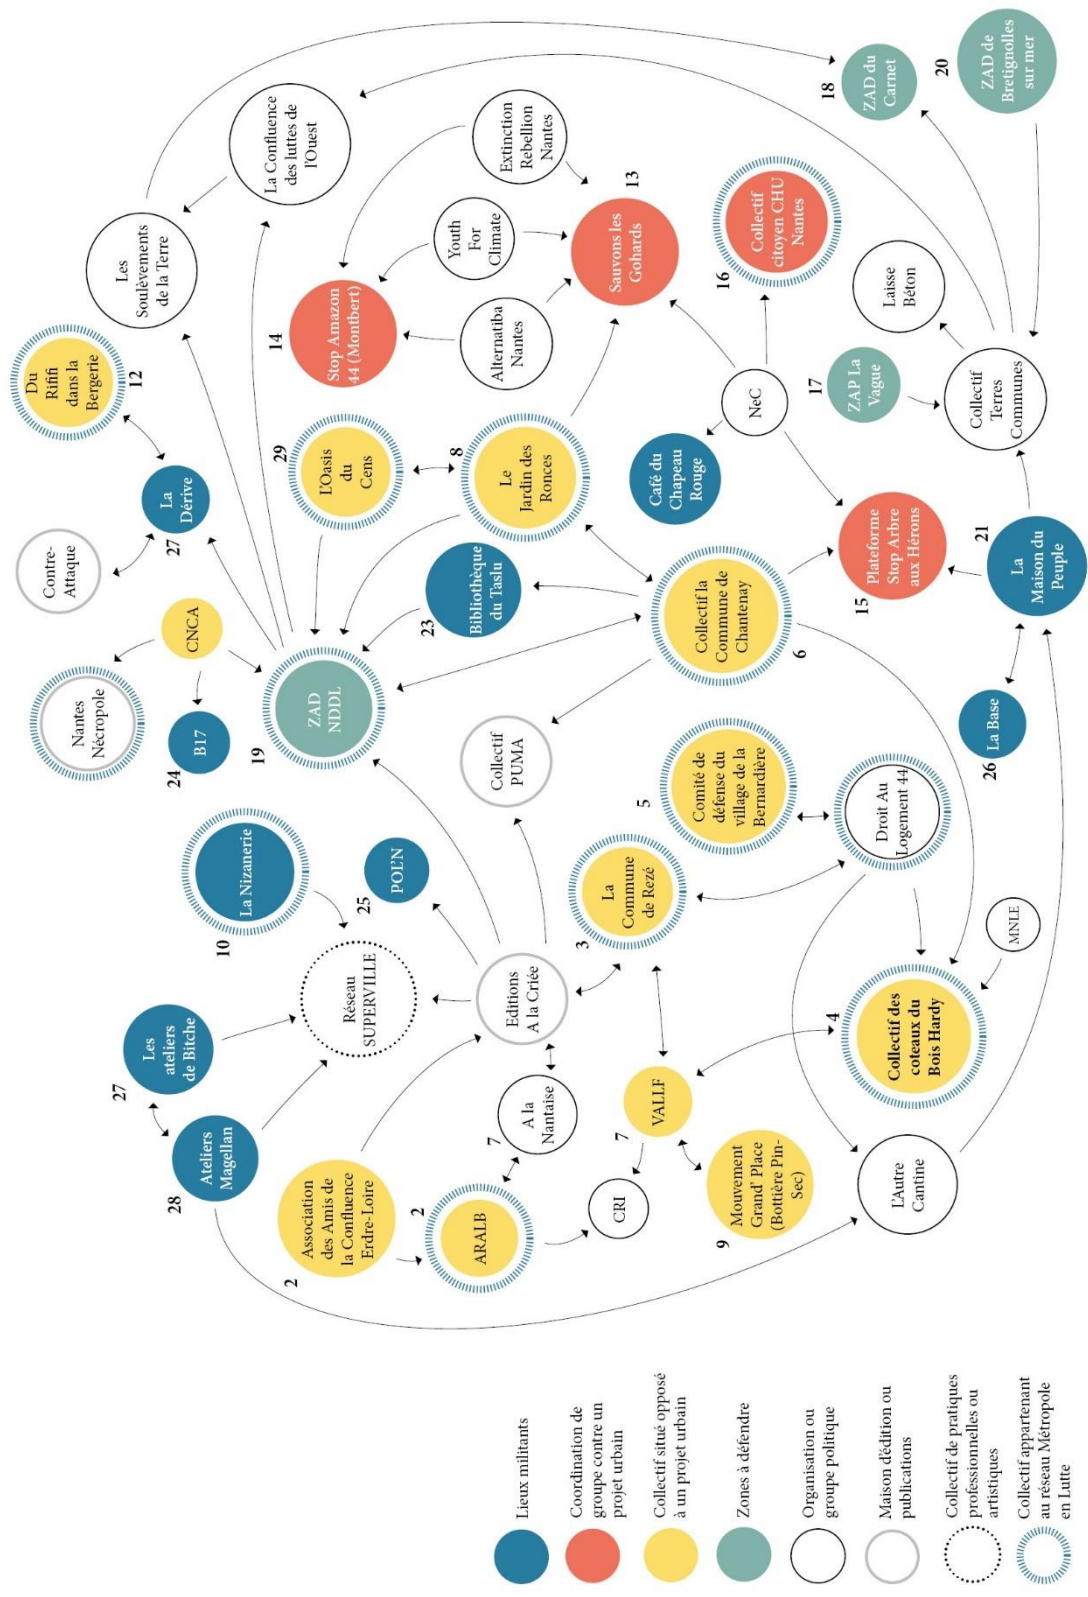 Lieux militants
Coordination de
groupe contre un
projet urbain
Collectif situé opposé
à un projet urbain
Zones à défendre
Organisation ou
groupe politique
Maison d'édition ou
publications
Collectif de pratiques
professionnelles ou
artistiques
Collectif appartenant
au réseau Métropole
en Lutte
27
Les
ateliers
de Bitche
28
Ateliers
Magellan
2
Association
des Amis de
la Confluence
Erdre-Loire
2
ARALB
7
A la
Nantaise
CRI
7
VALLF
9
Mouvement
Grand' Place
(Bottière Pin-
Sec)
L'Autre
Cantine
10
La Nizanerie
Réseau
SUPERVILLE
25
POL'N
Editions
A la Criée
3
La
Commune
de Rezé
4
Collectif des
coteaux du
Bois Hardy
MNLE
Nantes
Nécropole
24
B17
CNCA
19
ZAD
NDDL
Collectif
PUMA
5
Comité de
défense du
village de la
Bernardière
Droit Au
Logement 44
6
Collectif la
Commune de
Chantenay
26
La Base
Contre-
Attaque
27
La
Dérive
12
Du
Rififi
dans la
Bergerie
23
Bibliothèque
du Taslu
29
L'Oasis
du
Cens
8
Le
Jardin des
Ronces
Café du
Chapeau
Rouge
15
Plateforme
Stop Arbre
aux Hérons
21
La
Maison du
Peuple
Les
Soulèvements
de la Terre
La Confluence
des luttes de
l'Ouest
14
Stop Amazon
44 (Montbert)
Alternatiba
Nantes
Youth
For
Climate
Extinction
Rebellion
Nantes
13
Sauvons les
Gohards
NeC
16
Collectif
citoyen CHU
Nantes
17
ZAP La
Vague
Laisse
Béton
Collectif
Terres
Communes
18
ZAD du
Carnet
20
ZAD de
Bretignolles
sur mer